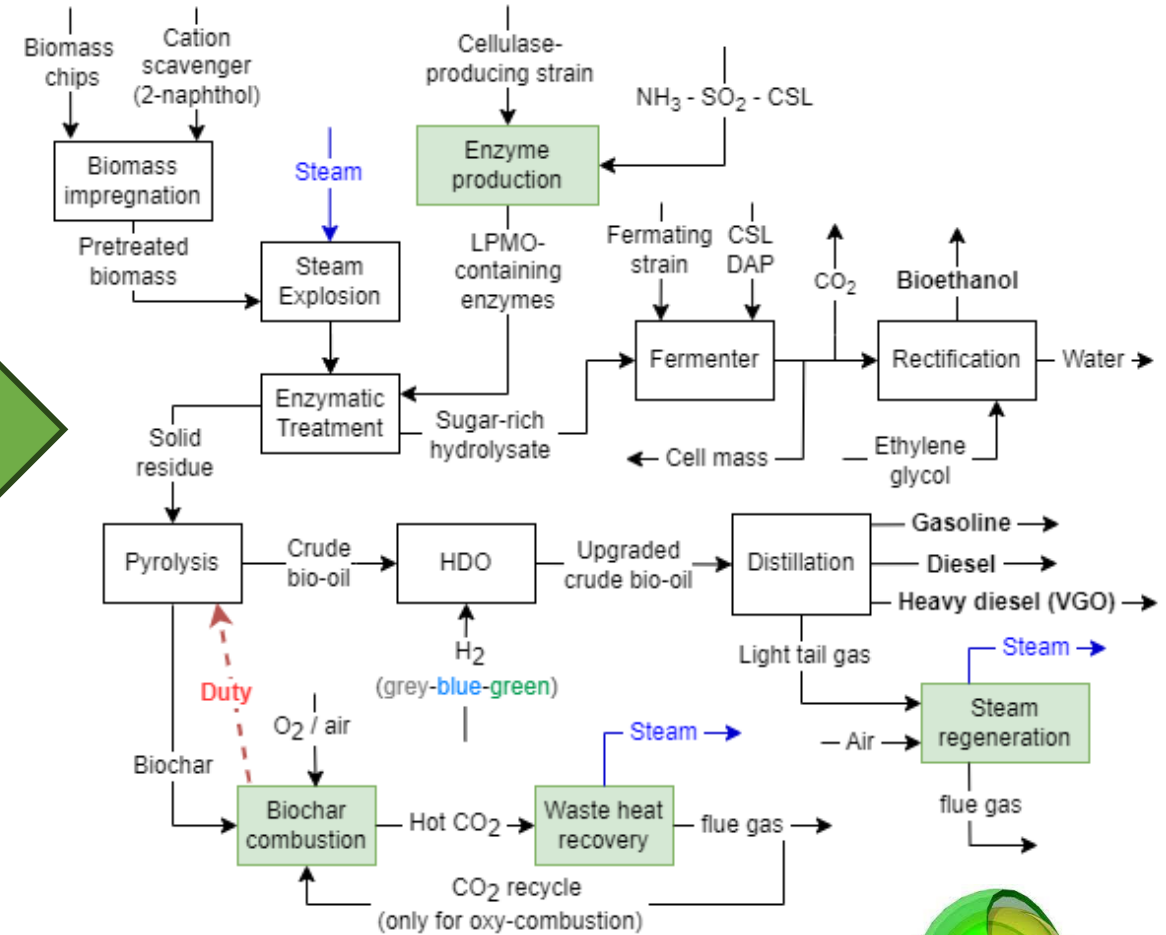 Biomass
chips
Cation
scavenger
(2-naphthol)
Cellulase-
producing strain
NH3 - SO2 - CSL
Biomass
impregnation
Steam
Enzyme
production
Pretreated
biomass
Steam
Explosion
LPMO-
containing
enzymes
Fermating
strain
CSL
DAP
CO2
Bioethanol
Fermenter
Rectification
Water
Enzymatic
Treatment
Sugar-rich
hydrolysate
Cell mass
Ethylene
glycol
Solid
residue
Pyrolysis
Crude
bio-oil
HDO
Upgraded
crude bio-oil
Distillation
Gasoline
Diesel
Heavy diesel (VGO)
H2
(grey-blue-green)
Light tail gas
Steam
Duty
O2 / air
Steam
Air
Steam
regeneration
Biochar
Biochar
combustion
Hot CO2
Waste heat
recovery
flue gas
flue gas
CO2 recycle
(only for oxy-combustion)